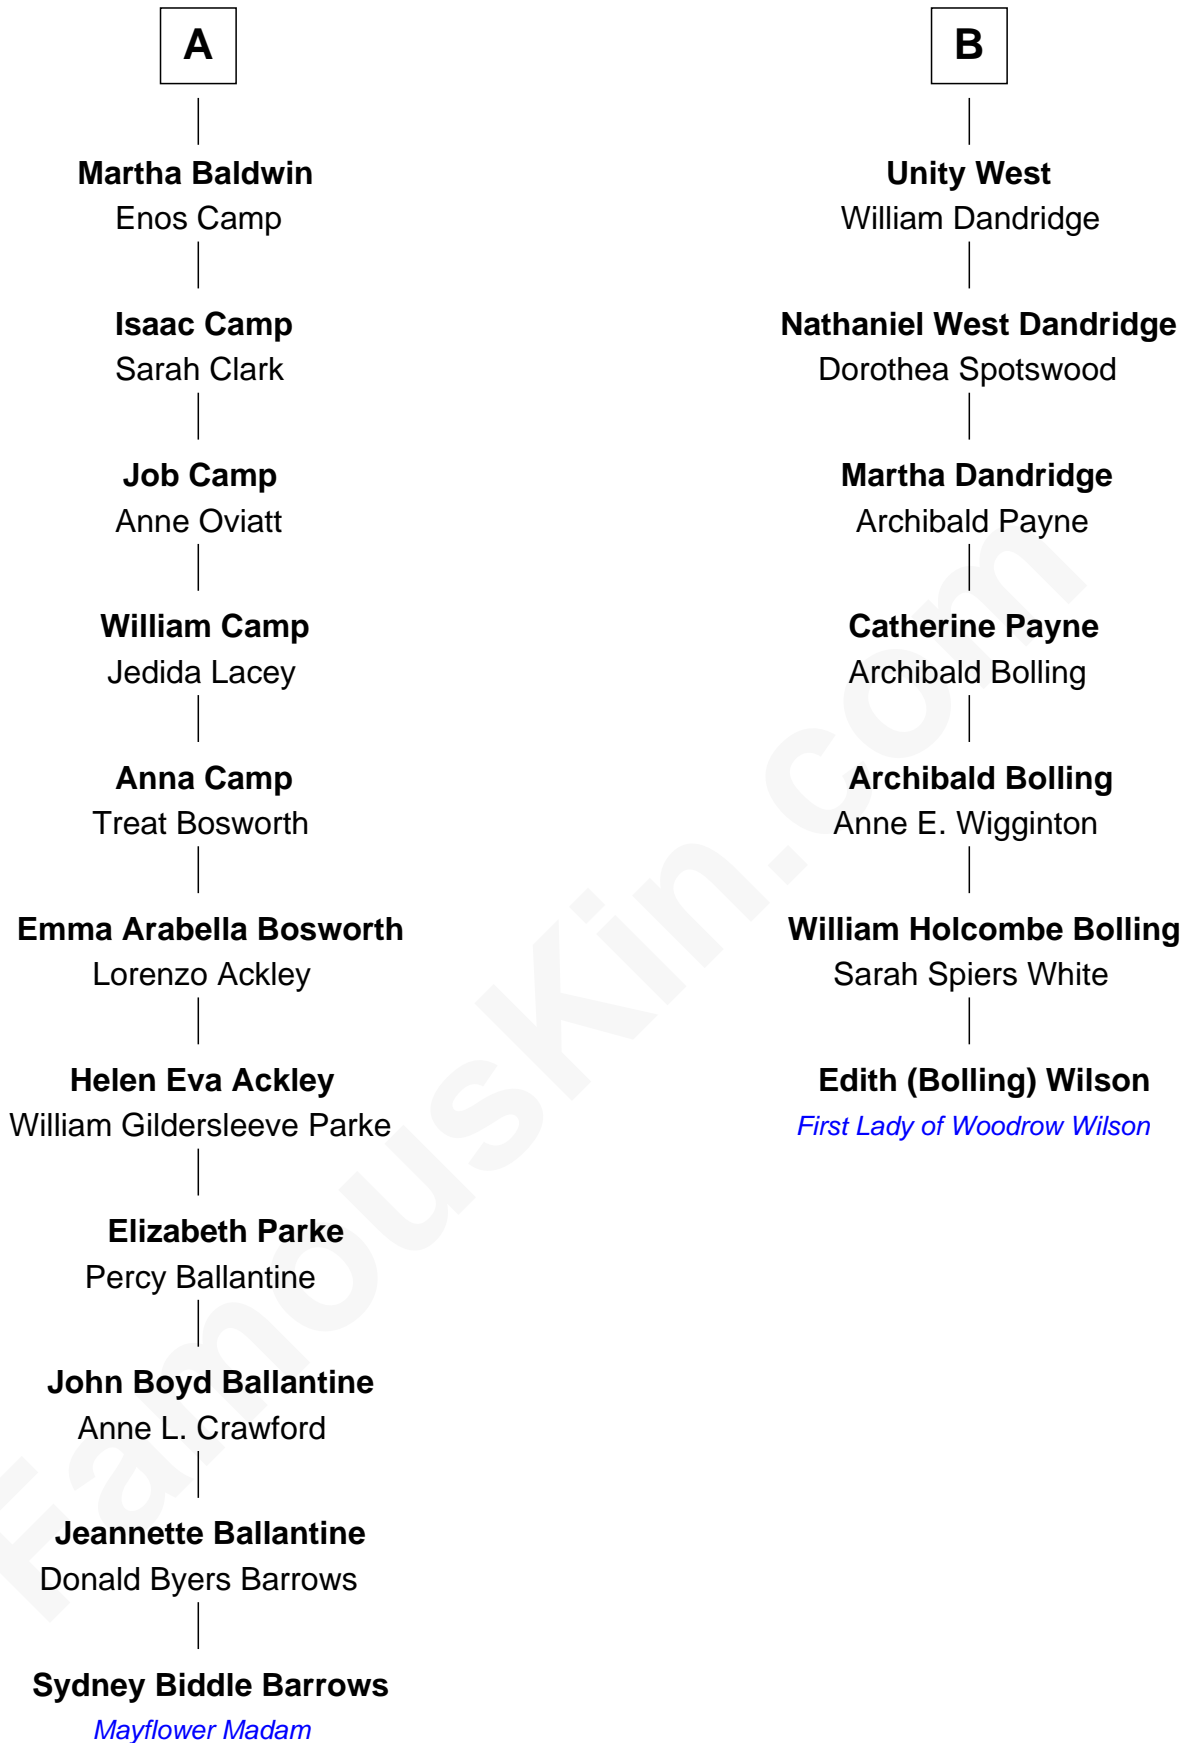 A
Martha Baldwin
Enos Camp
Isaac Camp
Sarah Clark
Job Camp
Anne Oviatt
William Camp
Jedida Lacey
Anna Camp
Treat Bosworth
Emma Arabella Bosworth
Lorenzo Ackley
Helen Eva Ackley
William Gildersleeve Parke
Elizabeth Parke
Percy Ballantine
John Boyd Ballantine
Anne L. Crawford
Jeannette Ballantine
Donald Byers Barrows
Sydney Biddle Barrows
Mayflower Madam
B
Unity West
William Dandridge
Nathaniel West Dandridge
Dorothea Spotswood
Martha Dandridge
Archibald Payne
Catherine Payne
Archibald Bolling
Archibald Bolling
Anne E. Wigginton
William Holcombe Bolling
Sarah Spiers White
Edith (Bolling) Wilson
First Lady of Woodrow Wilson
FamousKin.com